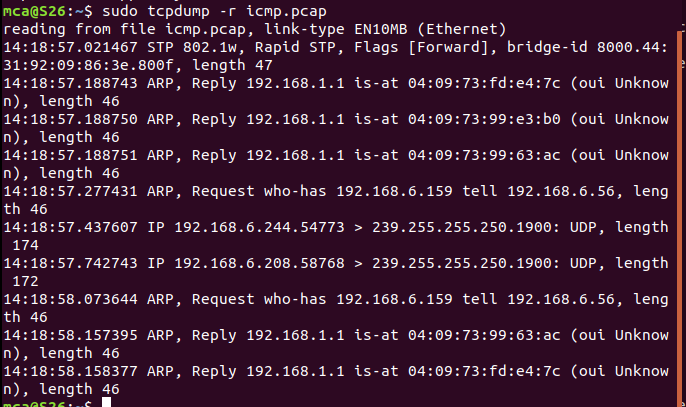 mca@S26:~$ sudo tcpdump -r icmp.pcap
reading from file icmp.pcap, link-type EN10MB (Ethernet)
14:18:57.021467 STP 802.1w, Rapid STP, Flags [Forward], bridge-id 8000.44:
31:92:09:86:3e.800f, length 47
14:18:57.188743 ARP, Reply 192.168.1.1 is-at 04:09:73:fd:e4:7c (oui Unknow
n), length 46
14:18:57.188750 ARP, Reply 192.168.1.1 is-at 04:09:73:99:e3:b0 (oui Unknow
n), length 46
14:18:57.188751 ARP, Reply 192.168.1.1 is-at 04:09:73:99:63:ac (oui Unknow
n), length 46
14:18:57.277431 ARP, Request who-has 192.168.6.159 tell 192.168.6.56, leng
th 46
14:18:57.437607 IP 192.168.6.244.54773 > 239.255.255.250.1900: UDP, length
 174
14:18:57.742743 IP 192.168.6.208.58768 > 239.255.255.250.1900: UDP, length
 172
14:18:58.073644 ARP, Request who-has 192.168.6.159 tell 192.168.6.56, leng
th 46
14:18:58.157395 ARP, Reply 192.168.1.1 is-at 04:09:73:99:63:ac (oui Unknow
n), length 46
14:18:58.158377 ARP, Reply 192.168.1.1 is-at 04:09:73:fd:e4:7c (oui Unknow
n), length 46
mca@S26:~$